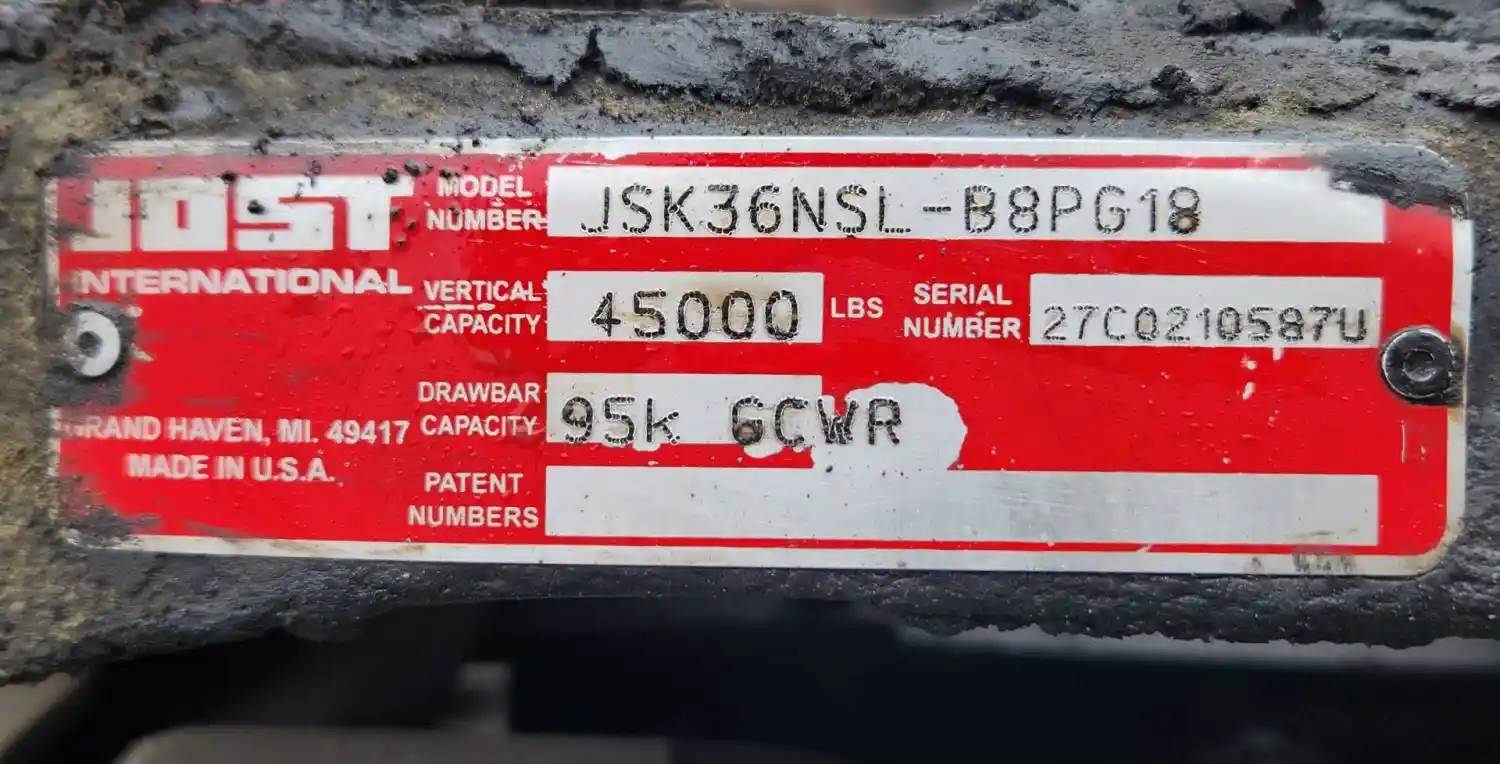 JOST
INTERNATIONAL
MODEL
NUMBER
JSK36NSL-B8PG18
VERTICAL
CAPACITY
45000
LBS
SERIAL
NUMBER
27C0210587U
DRAWBAR
CAPACITY
95k GCWR
GRAND HAVEN, MI. 49417
MADE IN U.S.A.
PATENT
NUMBERS